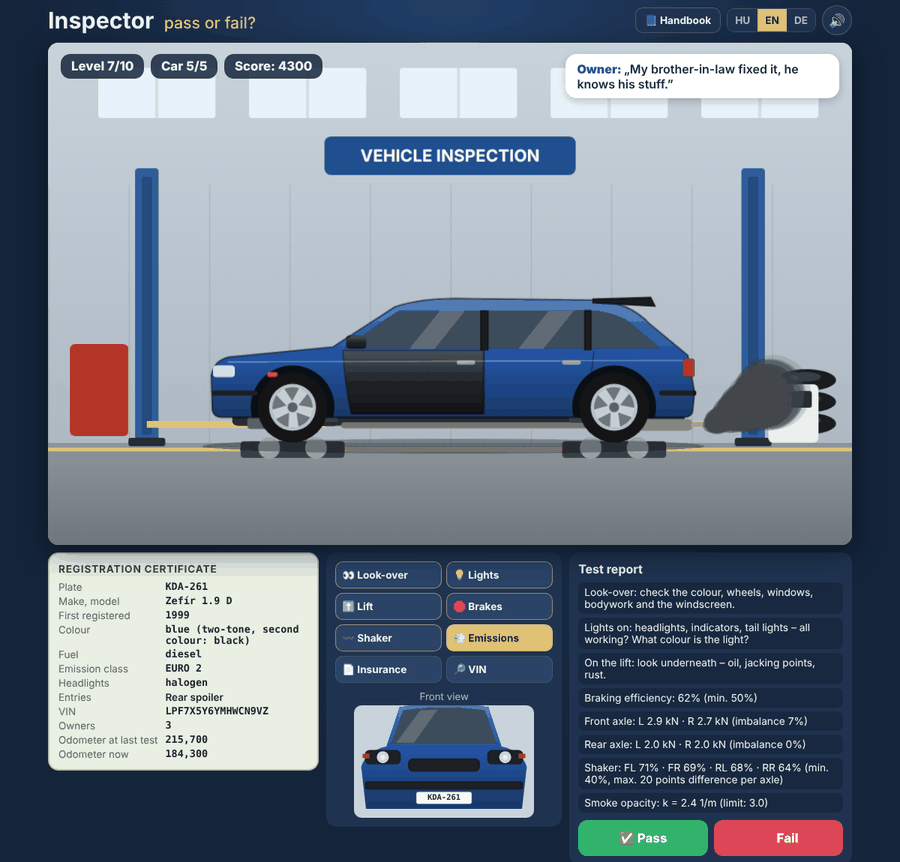 Inspector pass or fail?
📘 Handbook
HU EN DE
Level 7/10 Car 5/5 Score: 4300
Owner: „My brother-in-law fixed it, he
knows his stuff.”
VEHICLE INSPECTION
REGISTRATION CERTIFICATE
Plate KDA-261
Make, model Zefír 1.9 D
First registered 1999
Colour blue (two-tone, second
colour: black)
Fuel diesel
Emission class EURO 2
Headlights halogen
Entries Rear spoiler
VIN LPF7X5Y6YMHWCN9VZ
Owners 3
Odometer at last test 215,700
Odometer now 184,300
👀 Look-over 💡 Lights
⬆️ Lift 🛑 Brakes
〰️ Shaker 💨 Emissions
📄 Insurance 🔎 VIN
Front view
KDA-261
Test report
Look-over: check the colour, wheels, windows,
bodywork and the windscreen.
Lights on: headlights, indicators, tail lights – all
working? What colour is the light?
On the lift: look underneath – oil, jacking points,
rust.
Braking efficiency: 62% (min. 50%)
Front axle: L 2.9 kN · R 2.7 kN (imbalance 7%)
Rear axle: L 2.0 kN · R 2.0 kN (imbalance 0%)
Shaker: FL 71% · FR 69% · RL 68% · RR 64% (min.
40%, max. 20 points difference per axle)
Smoke opacity: k = 2.4 1/m (limit: 3.0)
✅ Pass Fail